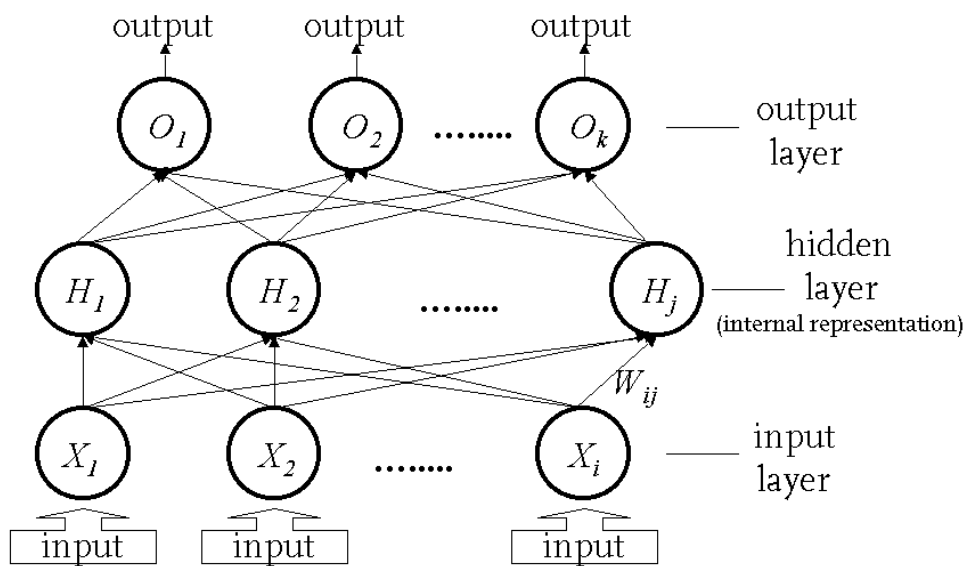 output output output
O1 O2 ........ Ok output
layer
hidden
H1 H2 ........ Hj layer
(internal representation)
Wij
X1 X2 ........ Xi input
layer
input input input